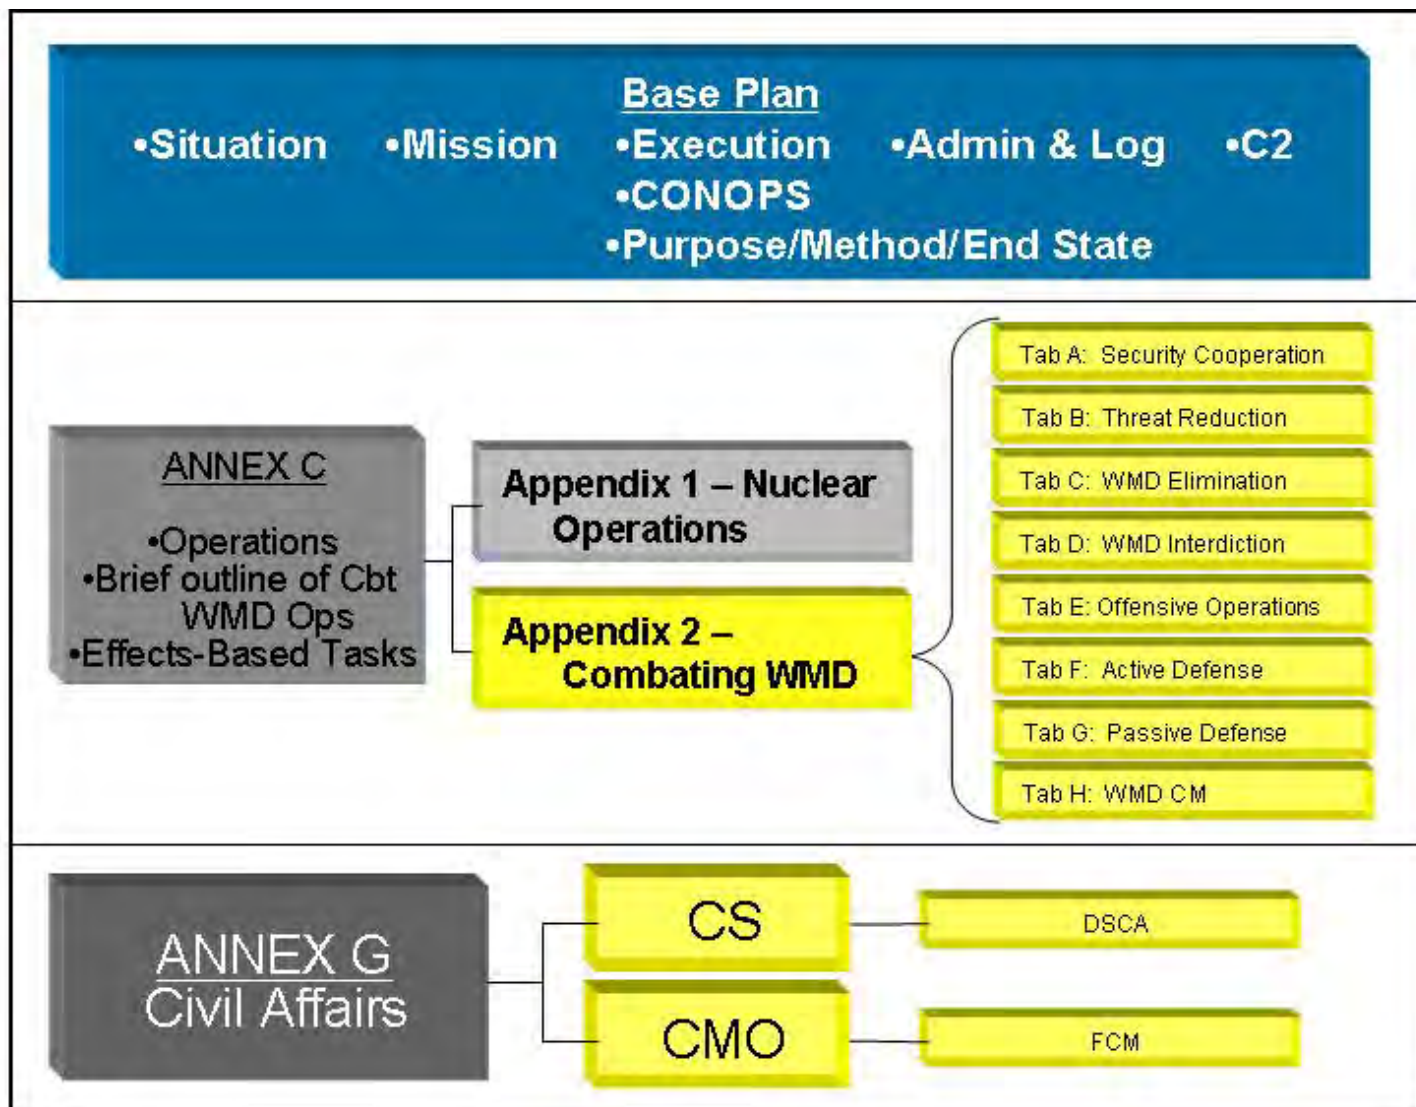 Base Plan
•Situation •Mission •Execution •Admin & Log •C2
•CONOPS
•Purpose/Method/End State
ANNEX C
•Operations
•Brief outline of Cbt
WMD Ops
•Effects-Based Tasks
Appendix 1 – Nuclear
Operations
Appendix 2 –
Combating WMD
Tab A: Security Cooperation
Tab B: Threat Reduction
Tab C: WMD Elimination
Tab D: WMD Interdiction
Tab E: Offensive Operations
Tab F: Active Defense
Tab G: Passive Defense
Tab H: WMD CM
ANNEX G
Civil Affairs
CS
DSCA
CMO
FCM